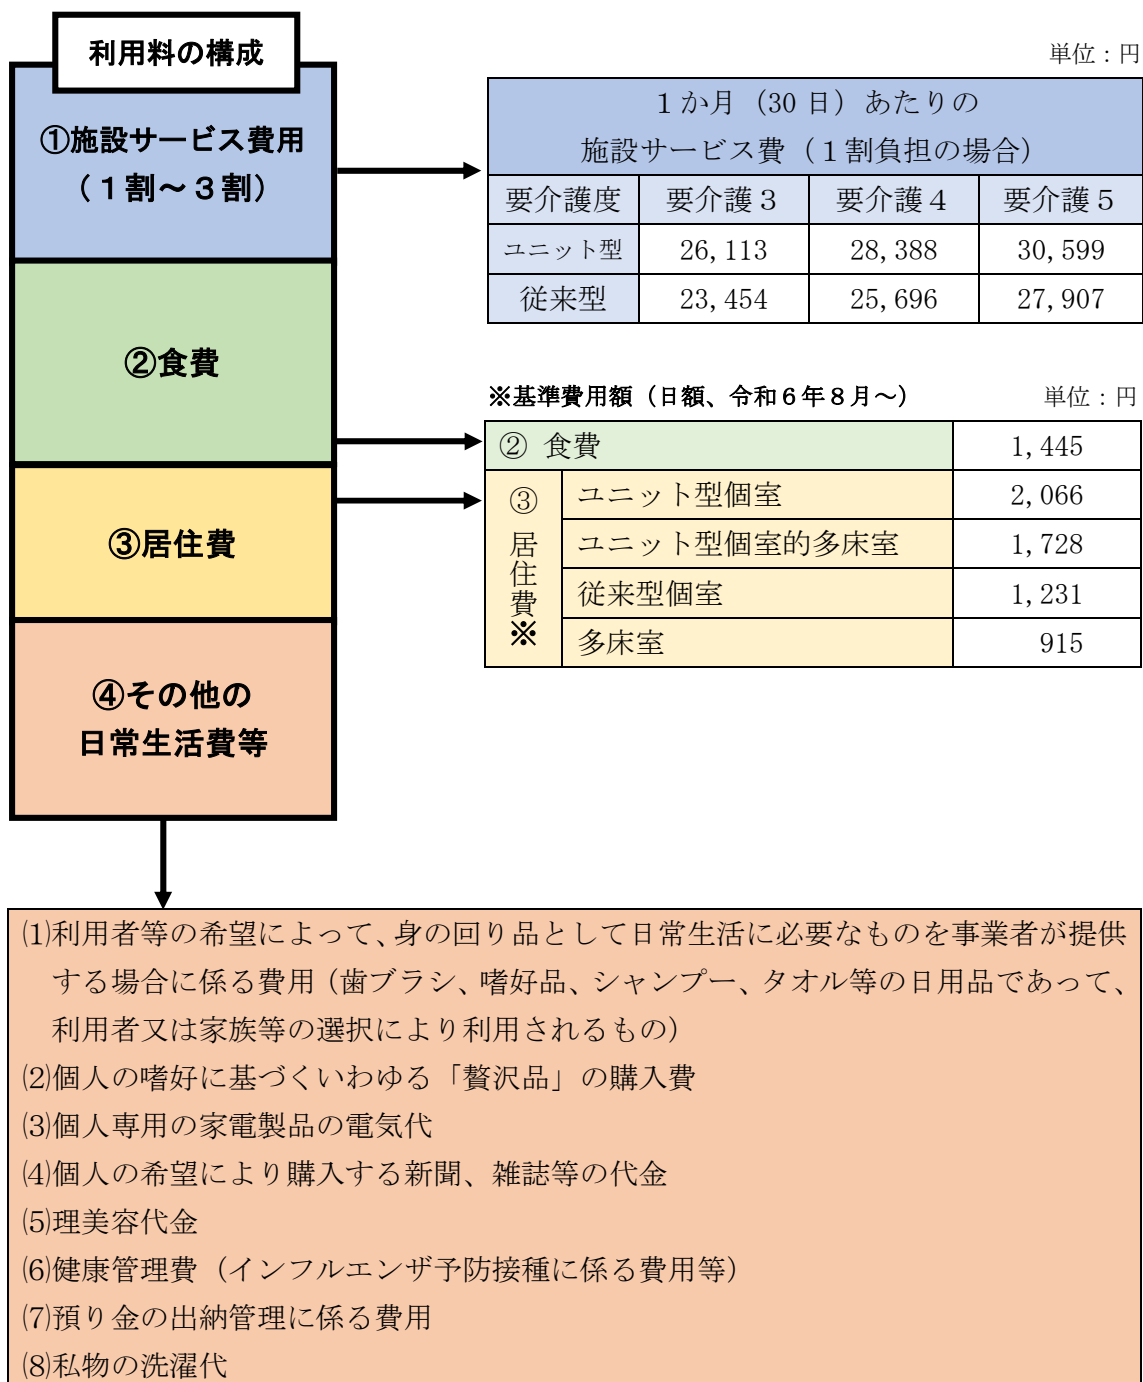 利用料の構成
①施設サービス費用
（１割～３割）
②食費
③居住費
④その他の
日常生活費等
単位：円
１か月（30日）あたりの
施設サービス費（１割負担の場合）
要介護度 要介護３ 要介護４ 要介護５
ユニット型 26,113 28,388 30,599
従来型 23,454 25,696 27,907
※基準費用額（日額、令和６年８月～） 単位：円
② 食費 1,445
③居住費※
ユニット型個室 2,066
ユニット型個室的多床室 1,728
従来型個室 1,231
多床室 915
⑴利用者等の希望によって、身の回り品として日常生活に必要なものを事業者が提供
する場合に係る費用（歯ブラシ、嗜好品、シャンプー、タオル等の日用品であって、
利用者又は家族等の選択により利用されるもの）
⑵個人の嗜好に基づくいわゆる「贅沢品」の購入費
⑶個人専用の家電製品の電気代
⑷個人の希望により購入する新聞、雑誌等の代金
⑸理美容代金
⑹健康管理費（インフルエンザ予防接種に係る費用等）
⑺預り金の出納管理に係る費用
⑻私物の洗濯代